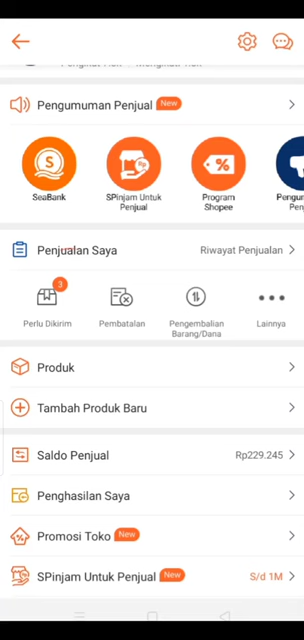 Pengumuman Penjual New
SeaBank
SPinjam Untuk
Penjual
Program
Shopee
Penjualan Saya
Riwayat Penjualan
3
Perlu Dikirim
Pembatalan
Pengembalian
Barang/Dana
Lainnya
Produk
Tambah Produk Baru
Saldo Penjual
Rp229.245
Penghasilan Saya
Promosi Toko New
SPinjam Untuk Penjual New
S/d 1M